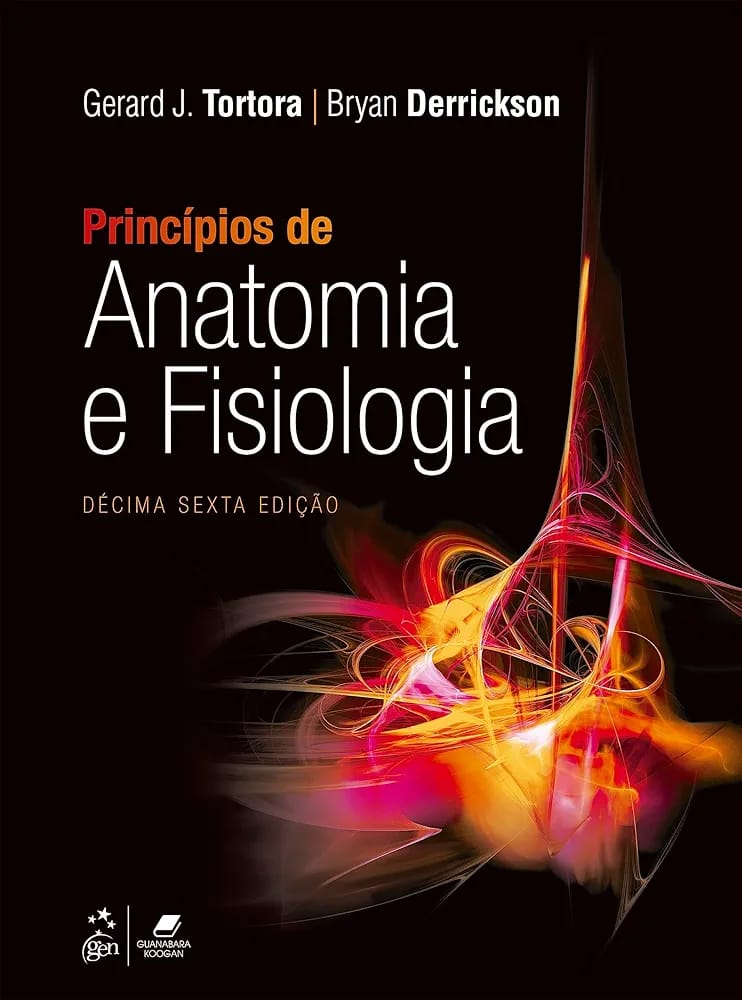 Gerard J. Tortora | Bryan Derrickson
Princípios de
Anatomia
e Fisiologia
DÉCIMA SEXTA EDIÇÃO
gen
GUANABARA
KOOGAN